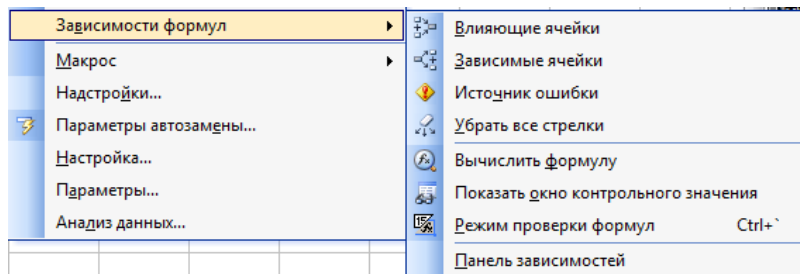 Зависимости формул
Макрос
Надстройки...
Параметры автозамены...
Настройка...
Параметры...
Анализ данных...
Влияющие ячейки
Зависимые ячейки
Источник ошибки
Убрать все стрелки
Вычислить формулу
Показать окно контрольного значения
Режим проверки формул Ctrl+`
Панель зависимостей